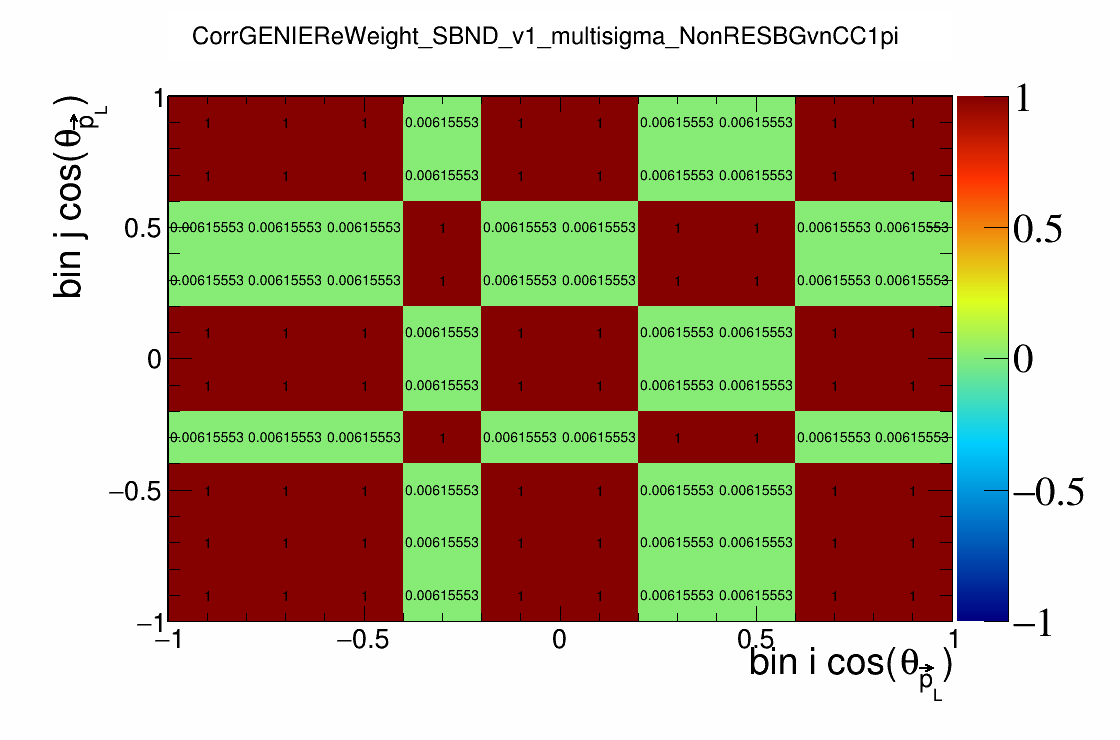 CorrGENIEReWeight_SBND_v1_multisigma_NonRESBGvnCC1pi
bin j cos(θ_p⃗_L)
1
0.5
0
−0.5
−1
1 1 1 0.00615553 1 1 0.00615553 0.00615553 1 1
1 1 1 0.00615553 1 1 0.00615553 0.00615553 1 1
0.00615553 0.00615553 0.00615553 1 0.00615553 0.00615553 1 1 0.00615553 0.00615553
0.00615553 0.00615553 0.00615553 1 0.00615553 0.00615553 1 1 0.00615553 0.00615553
1 1 1 0.00615553 1 1 0.00615553 0.00615553 1 1
1 1 1 0.00615553 1 1 0.00615553 0.00615553 1 1
0.00615553 0.00615553 0.00615553 1 0.00615553 0.00615553 1 1 0.00615553 0.00615553
1 1 1 0.00615553 1 1 0.00615553 0.00615553 1 1
1 1 1 0.00615553 1 1 0.00615553 0.00615553 1 1
1 1 1 0.00615553 1 1 0.00615553 0.00615553 1 1
−1 −0.5 0 0.5 1
bin i cos(θ_p⃗_L)
1
0.5
0
−0.5
−1